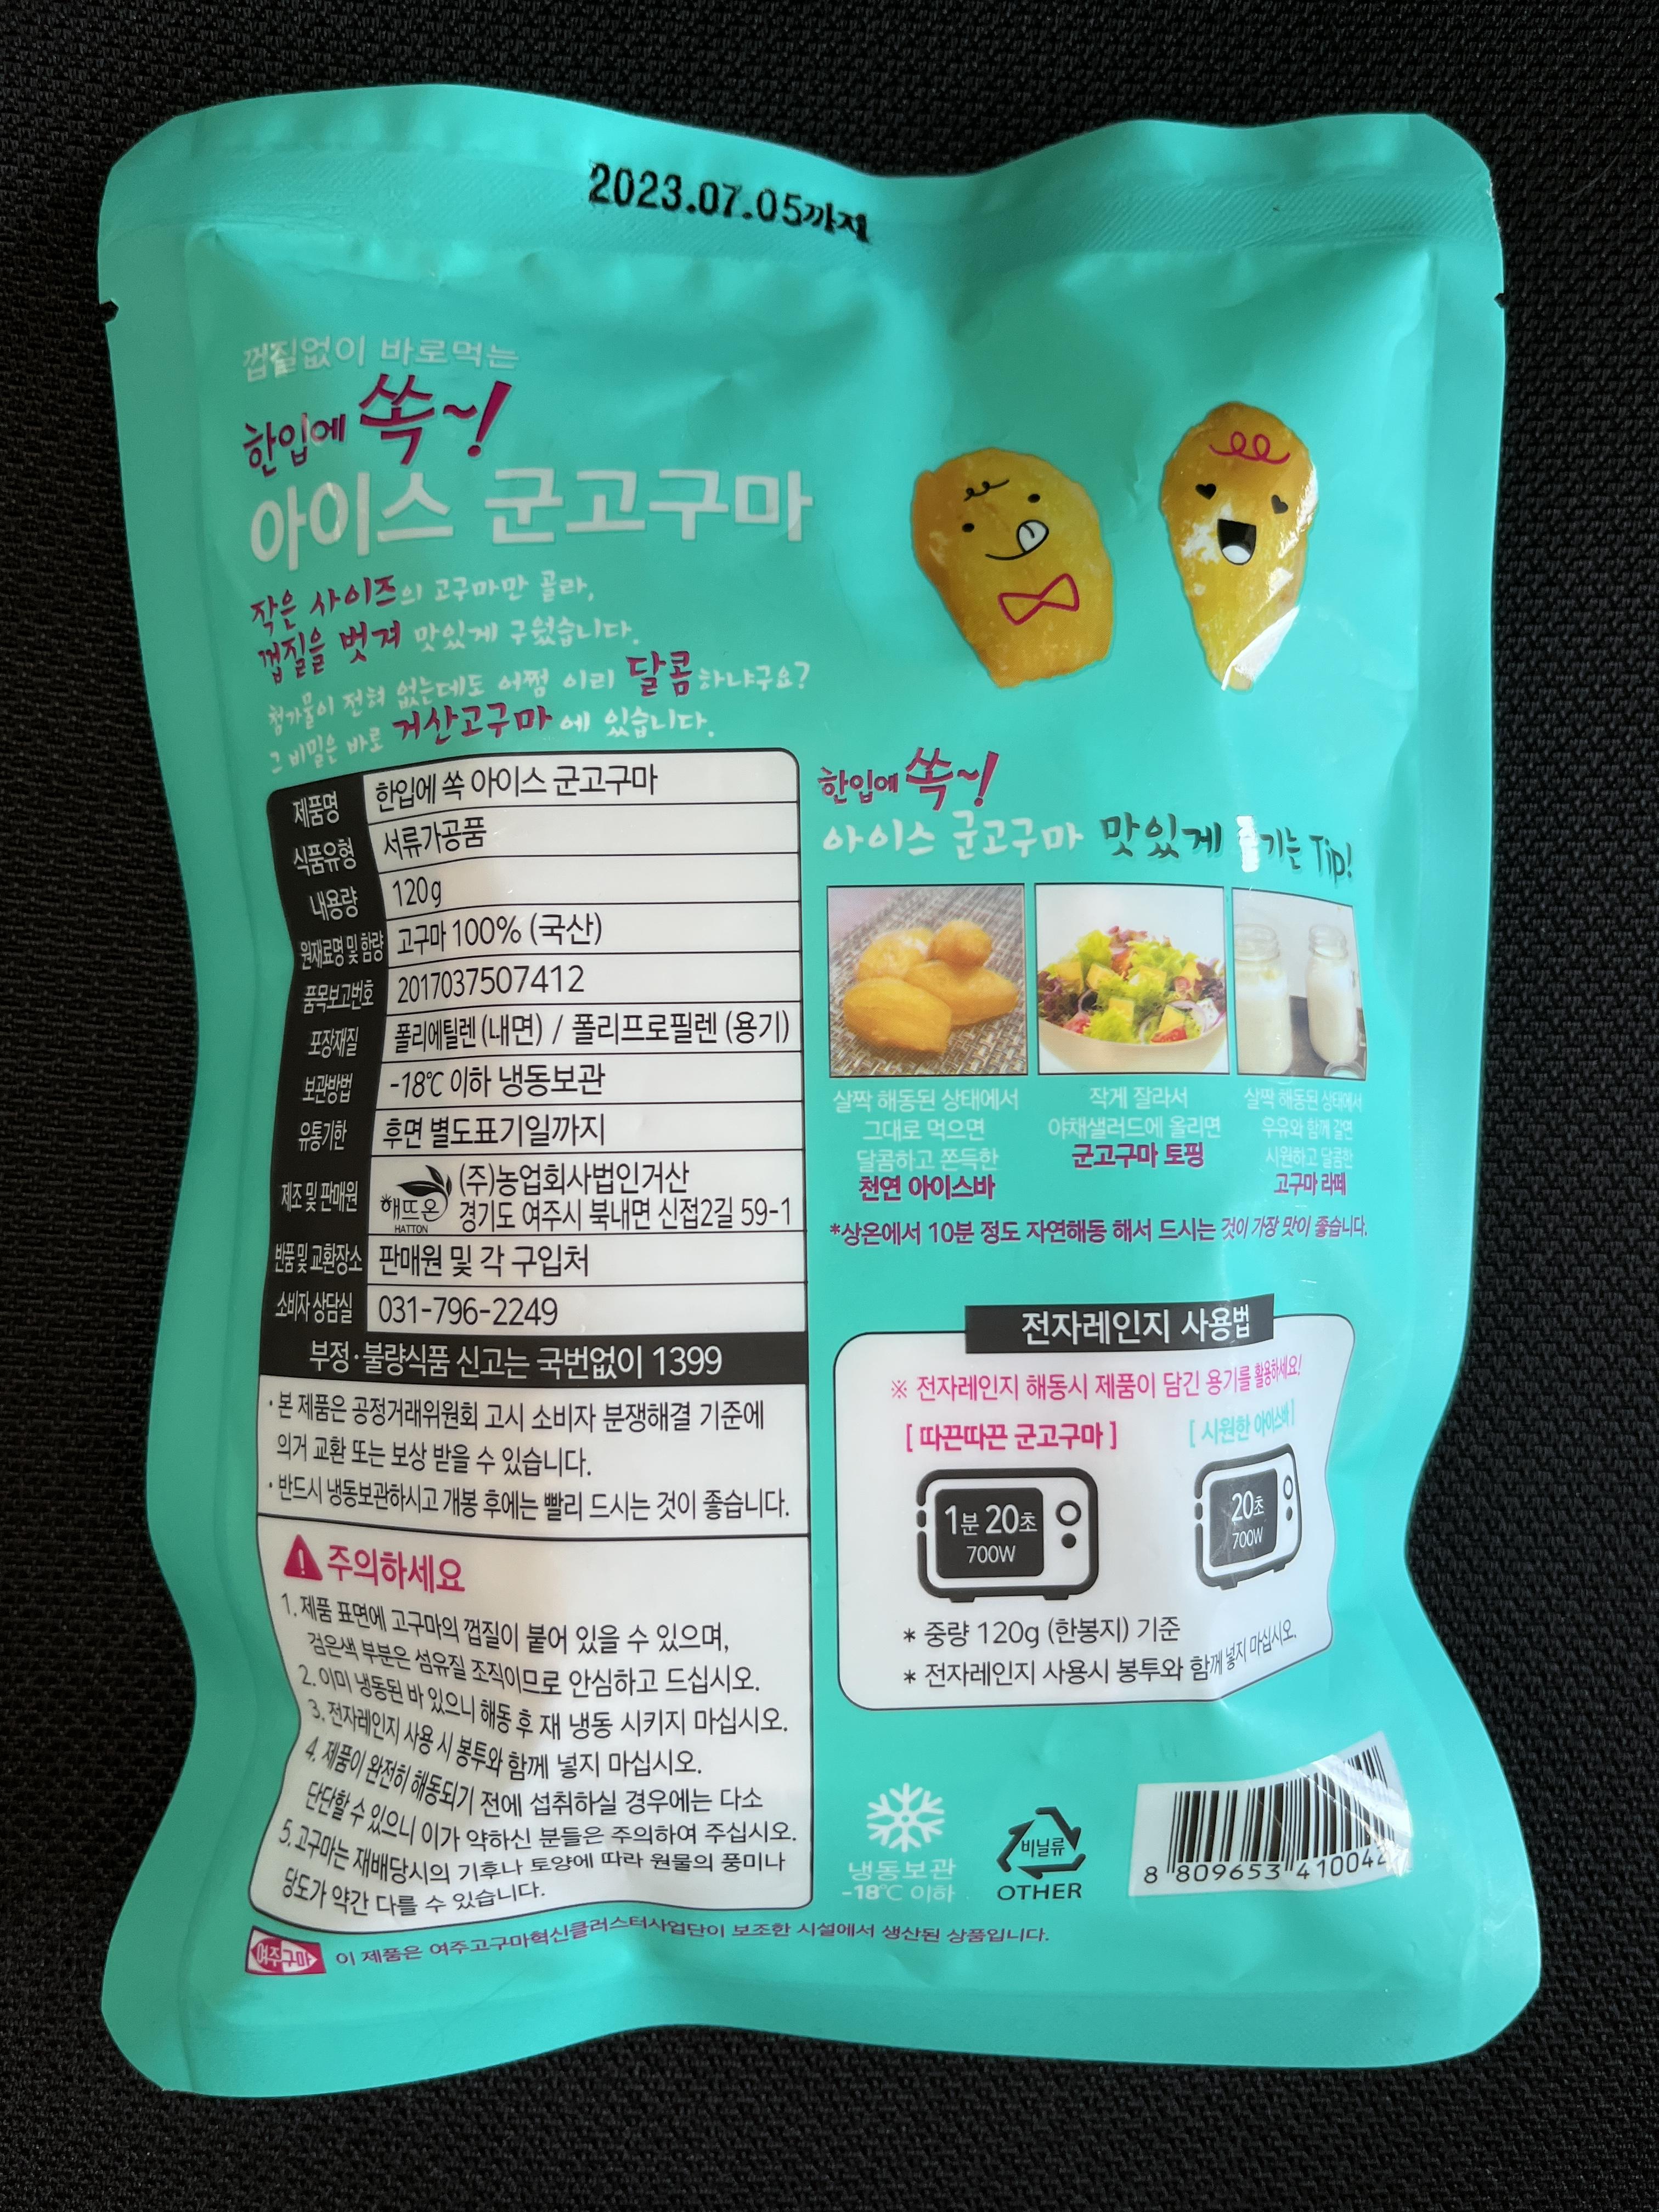 2023.07.05까지
껍질없이 바로먹는
한입에 쏙~!
아이스 군고구마
작은 사이즈의 고구마만 골라,
껍질을 벗겨 맛있게 구웠습니다.
첨가물이 전혀 없는데도 어쩜 이리 달콤하냐구요?
그 비밀은 바로 거산고구마에 있습니다.
제품명 한입에 쏙 아이스 군고구마
식품유형 서류가공품
내용량 120g
원재료명 및 함량 고구마 100% (국산)
품목보고번호 2017037507412
포장재질 폴리에틸렌 (내면) / 폴리프로필렌 (용기)
보관방법 -18℃ 이하 냉동보관
유통기한 후면 별도표기일까지
제조 및 판매원 해뜨온 HATTON (주)농업회사법인거산
경기도 여주시 북내면 신접2길 59-1
반품 및 교환장소 판매원 및 각 구입처
소비자 상담실 031-796-2249
부정·불량식품 신고는 국번없이 1399
· 본 제품은 공정거래위원회 고시 소비자 분쟁해결 기준에
의거 교환 또는 보상 받을 수 있습니다.
· 반드시 냉동보관하시고 개봉 후에는 빨리 드시는 것이 좋습니다.
주의하세요
1. 제품 표면에 고구마의 껍질이 붙어 있을 수 있으며,
검은색 부분은 섬유질 조직이므로 안심하고 드십시오.
2. 이미 냉동된 바 있으니 해동 후 재 냉동 시키지 마십시오.
3. 전자레인지 사용 시 봉투와 함께 넣지 마십시오.
4. 제품이 완전히 해동되기 전에 섭취하실 경우에는 다소
단단할 수 있으니 이가 약하신 분들은 주의하여 주십시오.
5. 고구마는 재배당시의 기후나 토양에 따라 원물의 풍미나
당도가 약간 다를 수 있습니다.
여주구마 이 제품은 여주고구마혁신클러스터사업단이 보조한 시설에서 생산된 상품입니다.
한입에 쏙~!
아이스 군고구마 맛있게 기는 Tip!
살짝 해동된 상태에서
그대로 먹으면
달콤하고 쫀득한
천연 아이스바
작게 잘라서
야채샐러드에 올리면
군고구마 토핑
살짝 해동된 상태에서
우유와 함께 갈면
시원하고 달콤한
고구마 라떼
*상온에서 10분 정도 자연해동 해서 드시는 것이 가장 맛이 좋습니다.
전자레인지 사용법
※ 전자레인지 해동시 제품이 담긴 용기를 활용하세요!
[ 따끈따끈 군고구마 ]
1분 20초
700W
[ 시원한 아이스바 ]
20초
700W
* 중량 120g (한봉지) 기준
* 전자레인지 사용시 봉투와 함께 넣지 마십시오.
냉동보관
-18℃ 이하
비닐류
OTHER
8 809653 410042